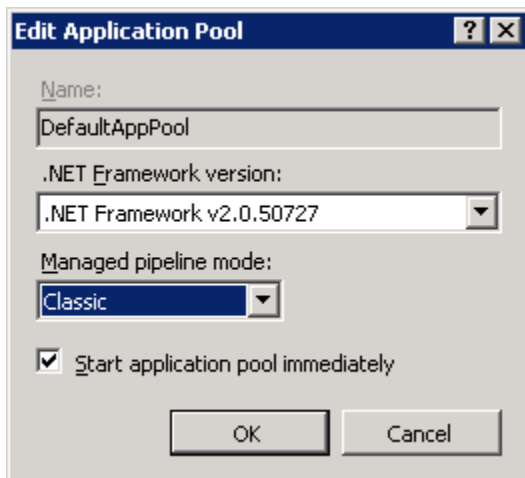 Edit Application Pool
Name:
DefaultAppPool
.NET Framework version:
.NET Framework v2.0.50727
Managed pipeline mode:
Classic
Start application pool immediately
OK Cancel